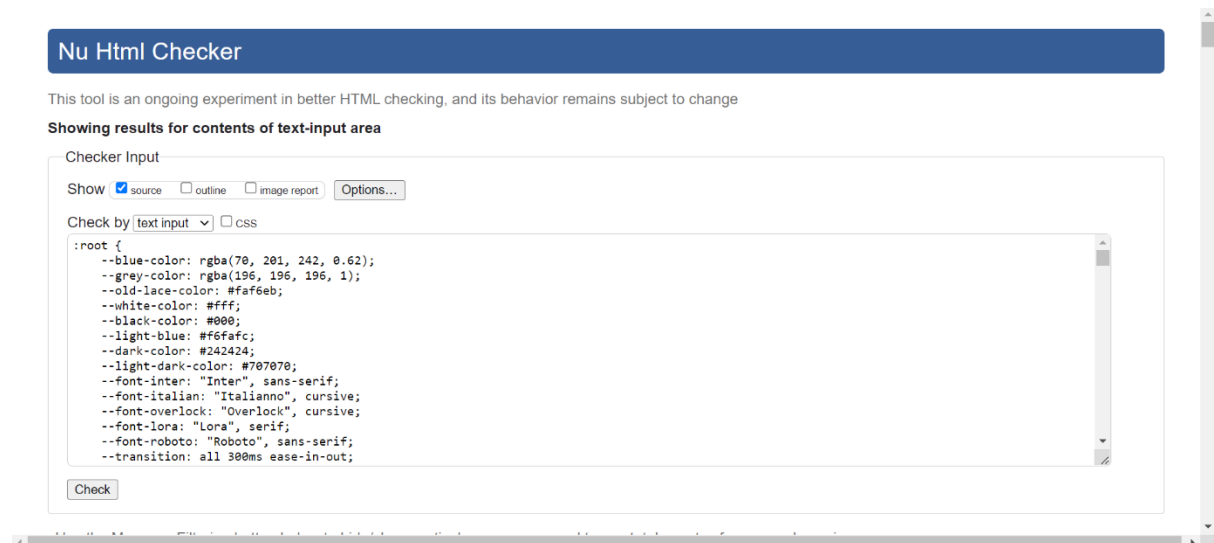 Nu Html Checker
This tool is an ongoing experiment in better HTML checking, and its behavior remains subject to change
Showing results for contents of text-input area
Checker Input
Show source outline image report Options...
Check by text input CSS
:root {
--blue-color: rgba(70, 201, 242, 0.62);
--grey-color: rgba(196, 196, 196, 1);
--old-lace-color: #faf6eb;
--white-color: #fff;
--black-color: #000;
--light-blue: #f6fafc;
--dark-color: #242424;
--light-dark-color: #707070;
--font-inter: "Inter", sans-serif;
--font-italian: "Italianno", cursive;
--font-overlock: "Overlock", cursive;
--font-lora: "Lora", serif;
--font-roboto: "Roboto", sans-serif;
--transition: all 300ms ease-in-out;
Check